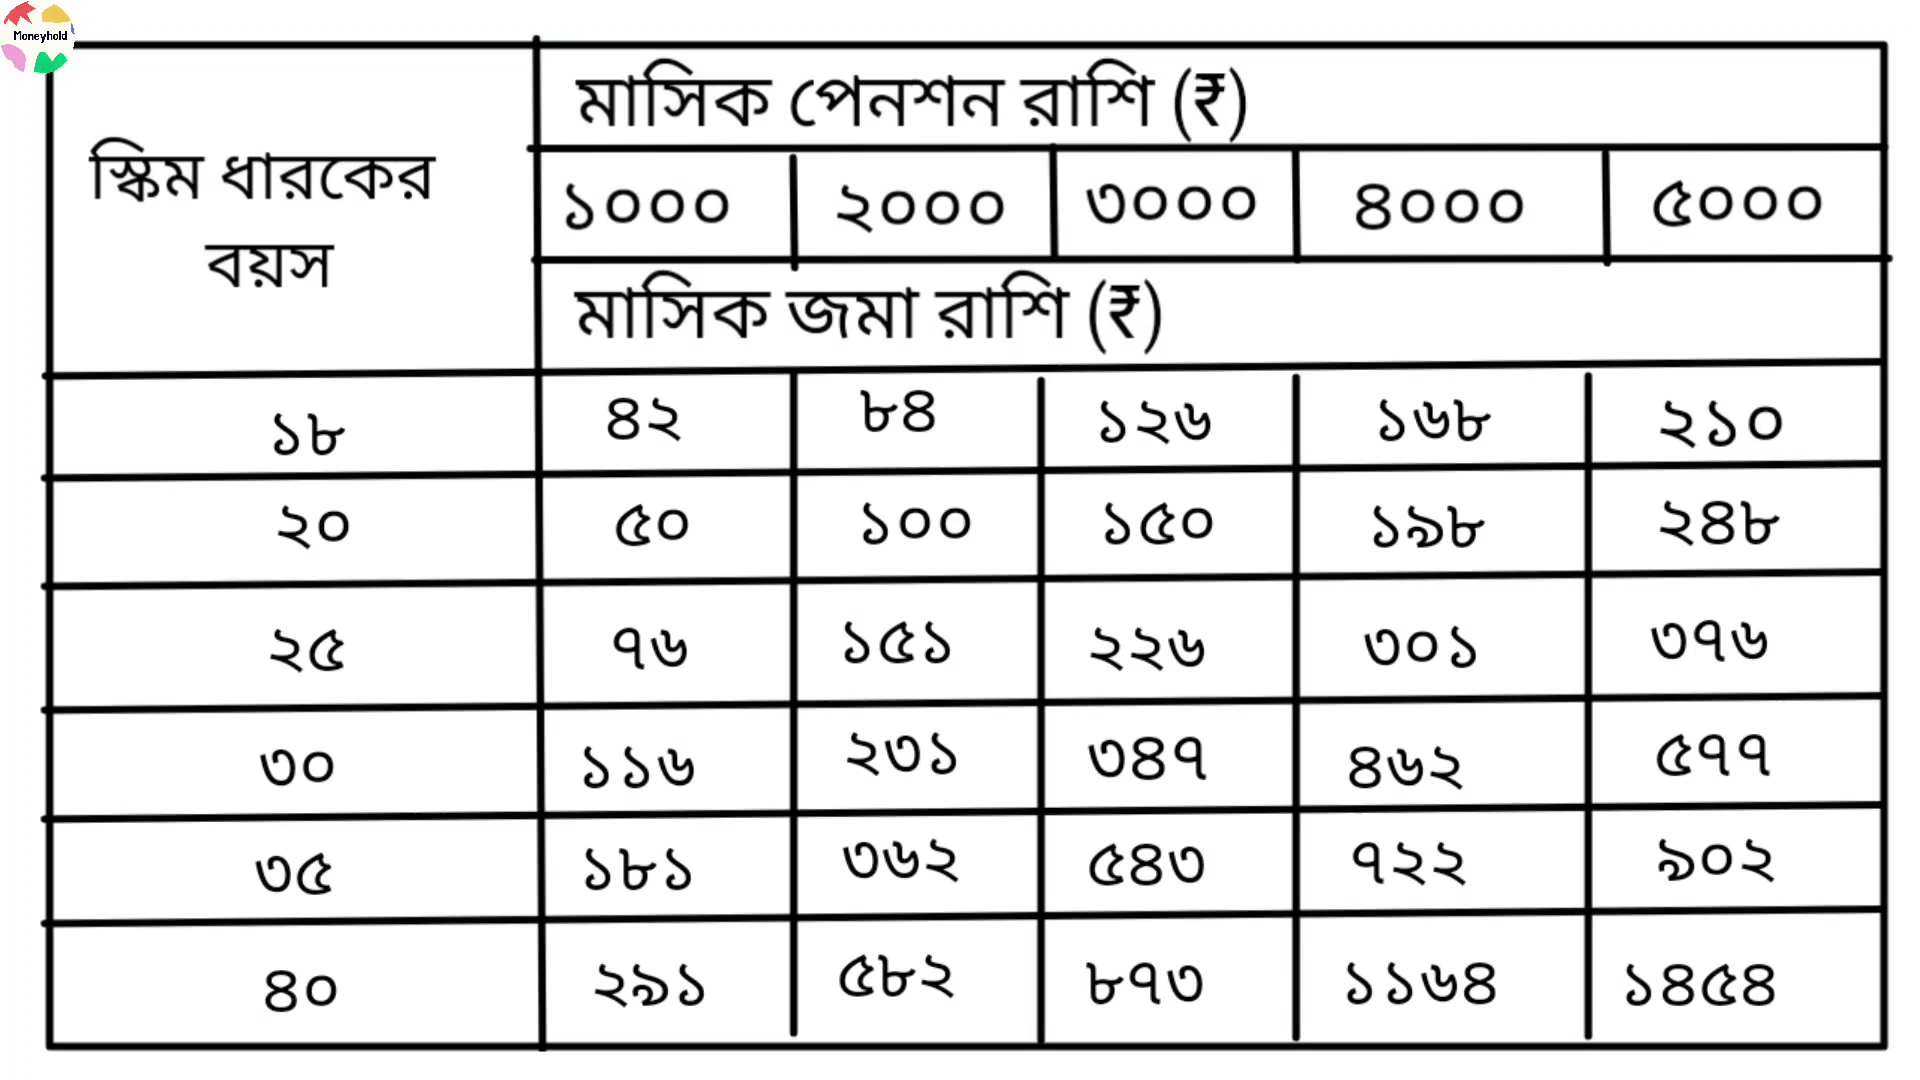 Moneyhold
মাসিক পেনশন রাশি (₹)
স্কিম ধারকের
বয়স
১০০০ ২০০০ ৩০০০ ৪০০০ ৫০০০
মাসিক জমা রাশি (₹)
১৮ ৪২ ৮৪ ১২৬ ১৬৮ ২১০
২০ ৫০ ১০০ ১৫০ ১৯৮ ২৪৮
২৫ ৭৬ ১৫১ ২২৬ ৩০১ ৩৭৬
৩০ ১১৬ ২৩১ ৩৪৭ ৪৬২ ৫৭৭
৩৫ ১৮১ ৩৬২ ৫৪৩ ৭২২ ৯০২
৪০ ২৯১ ৫৮২ ৮৭৩ ১১৬৪ ১৪৫৪